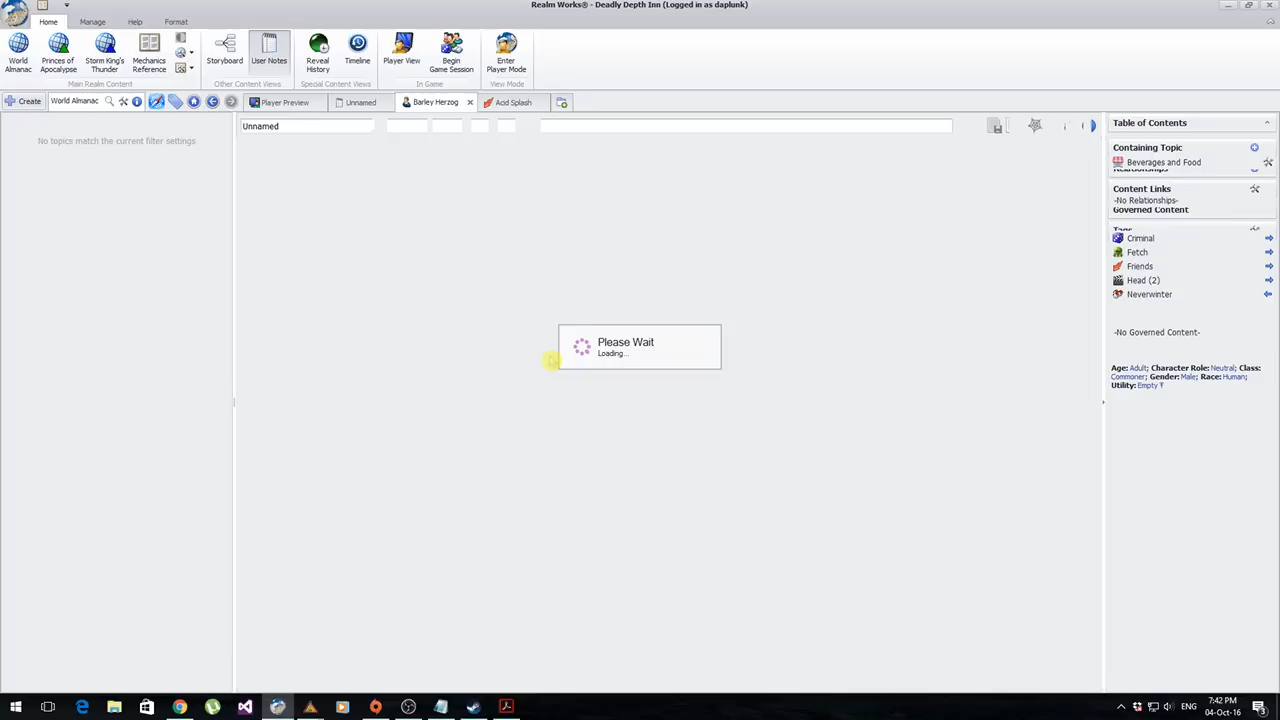 Realm Works® - Deadly Depth Inn (Logged in as daplunk)
Home Manage Help Format
World Almanac
Princes of Apocalypse
Storm King's Thunder
Mechanics Reference
Storyboard
User Notes
Reveal History
Timeline
Player View
Begin Game Session
Enter Player Mode
Main Realm Content
Other Content Views
Special Content Views
In Game
View Mode
Create
World Almanac
Player Preview
Unnamed
Barley Herzog
Acid Splash
No topics match the current filter settings
Unnamed
Please Wait
Loading...
Table of Contents
Containing Topic
Beverages and Food
Relationships
Content Links
-No Relationships-
Governed Content
Tags
Criminal
Fetch
Friends
Head (2)
Neverwinter
-No Governed Content-
Age: Adult; Character Role: Neutral; Class:
Commoner; Gender: Male; Race: Human;
Utility: Empty
ENG
7:42 PM
04-Oct-16